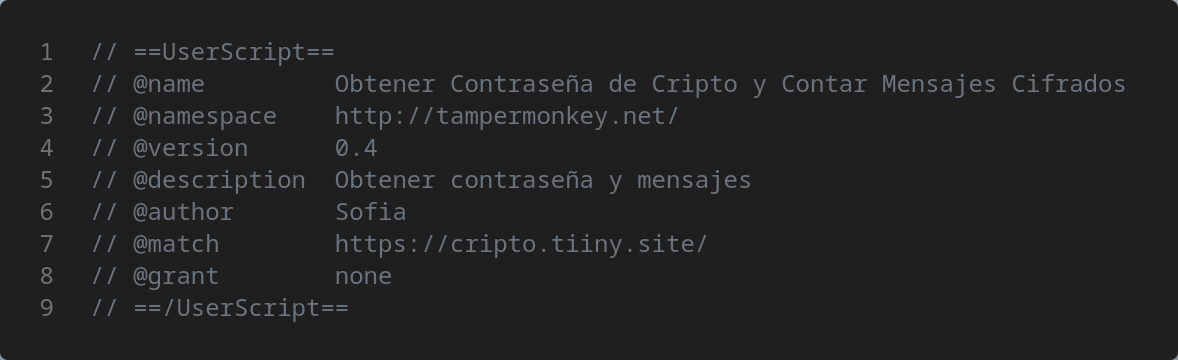 1 // ==UserScript==
2 // @name         Obtener Contraseña de Cripto y Contar Mensajes Cifrados
3 // @namespace    http://tampermonkey.net/
4 // @version      0.4
5 // @description  Obtener contraseña y mensajes
6 // @author       Sofia
7 // @match        https://cripto.tiiny.site/
8 // @grant        none
9 // ==/UserScript==